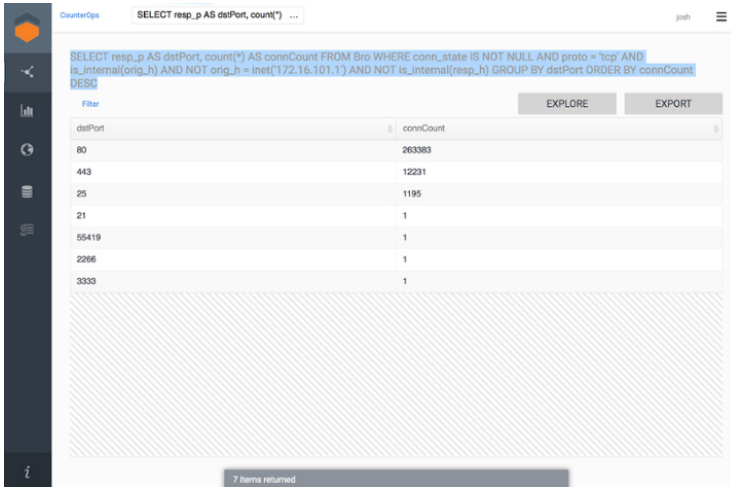 CounterOps
SELECT resp_p AS dstPort, count(*) ...
josh
SELECT resp_p AS dstPort, count(*) AS connCount FROM Bro WHERE conn_state IS NOT NULL AND proto = 'tcp' AND
is_internal(orig_h) AND NOT orig_h = inet('172.16.101.1') AND NOT is_internal(resp_h) GROUP BY dstPort ORDER BY connCount
DESC
Filter
EXPLORE
EXPORT
dstPort connCount
80 263383
443 12231
25 1195
21 1
55419 1
2266 1
3333 1
i
7 items returned